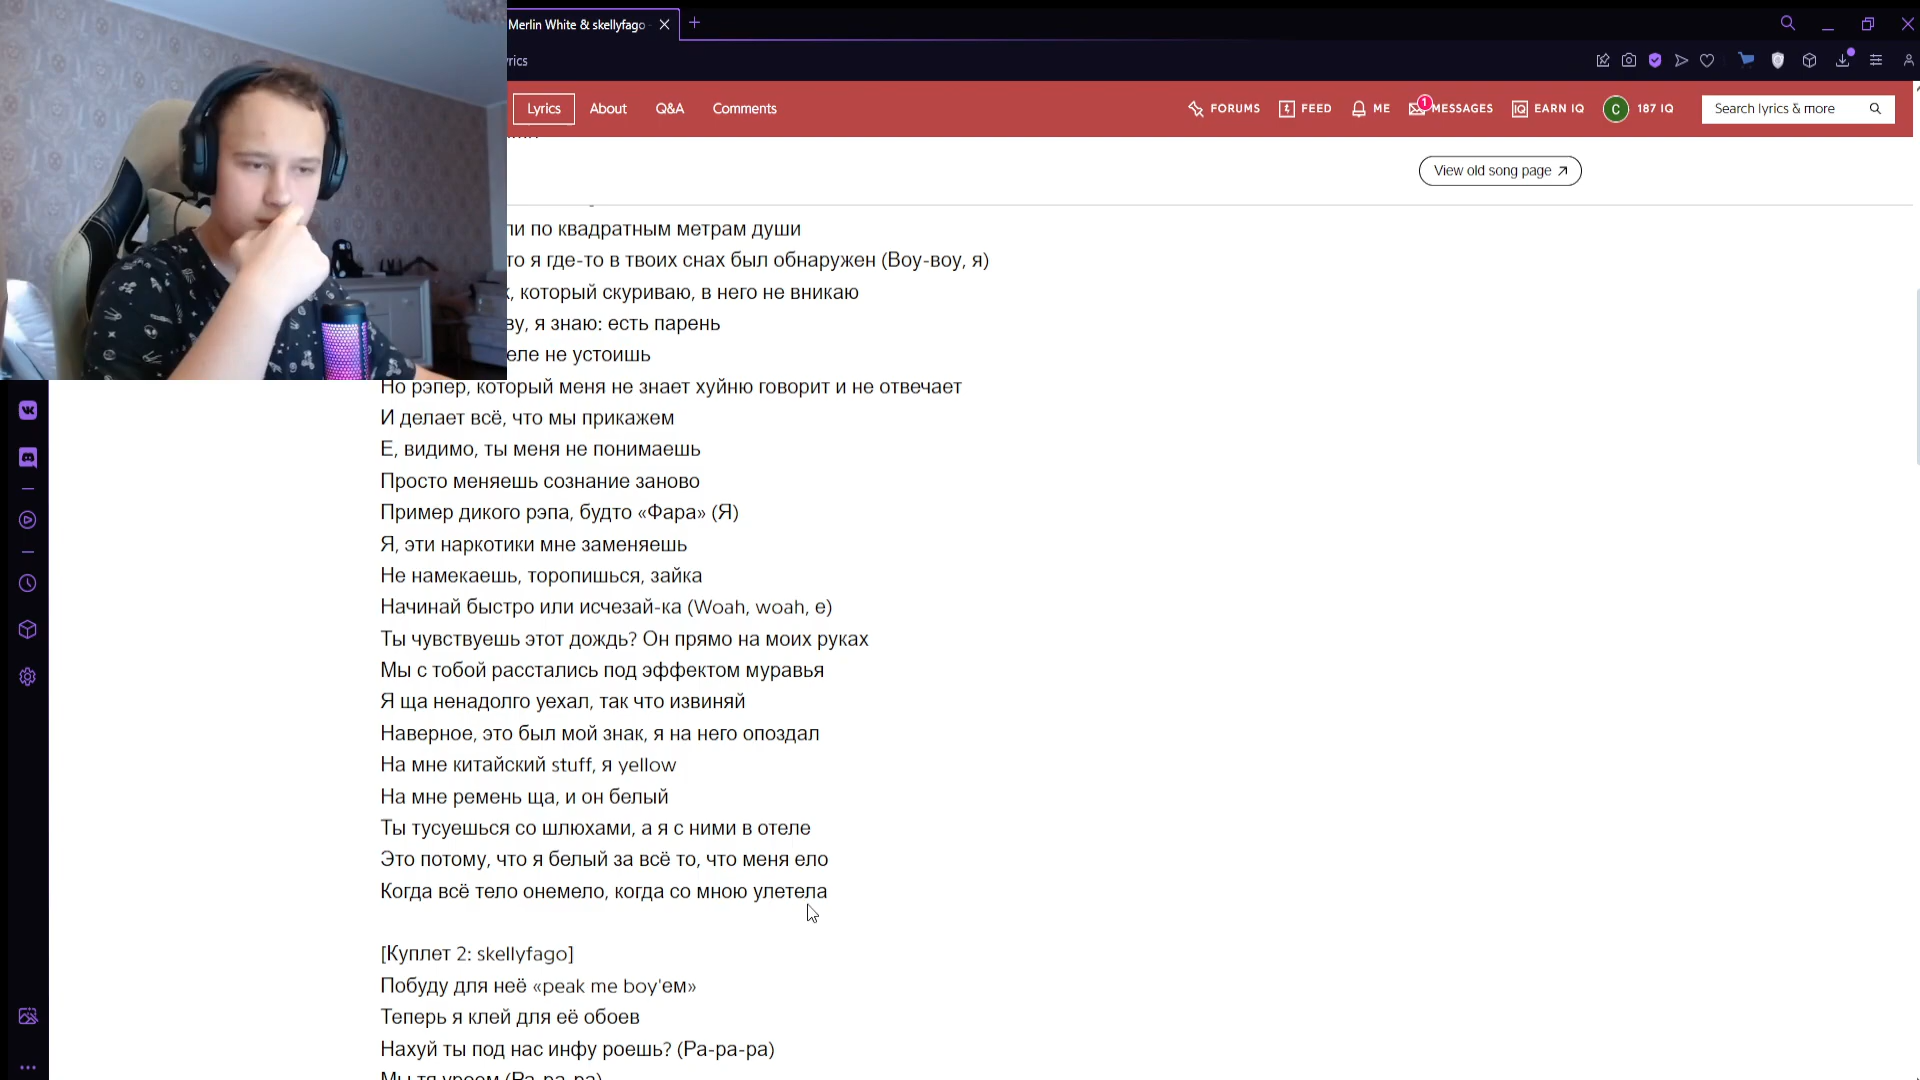 Merlin White & skellyfago
rics
Lyrics About Q&A Comments FORUMS FEED ME 1 MESSAGES IQ EARN IQ C 187 IQ Search lyrics & more
View old song page
по квадратным метрам души
я где-то в твоих снах был обнаружен (Воу-воу, я)
который скуриваю, в него не вникаю
я знаю: есть парень
не устоишь
Но рэпер, который меня не знает хуйню говорит и не отвечает
И делает всё, что мы прикажем
Е, видимо, ты меня не понимаешь
Просто меняешь сознание заново
Пример дикого рэпа, будто «Фара» (Я)
Я, эти наркотики мне заменяешь
Не намекаешь, торопишься, зайка
Начинай быстро или исчезай-ка (Woah, woah, е)
Ты чувствуешь этот дождь? Он прямо на моих руках
Мы с тобой расстались под эффектом муравья
Я ща ненадолго уехал, так что извиняй
Наверное, это был мой знак, я на него опоздал
На мне китайский stuff, я yellow
На мне ремень ща, и он белый
Ты тусуешься со шлюхами, а я с ними в отеле
Это потому, что я белый за всё то, что меня ело
Когда всё тело онемело, когда со мною улетела
[Куплет 2: skellyfago]
Побуду для неё «peak me boy'ем»
Теперь я клей для её обоев
Нахуй ты под нас инфу роешь? (Ра-ра-ра)
Мы тя уроем (Ра-ра-ра)